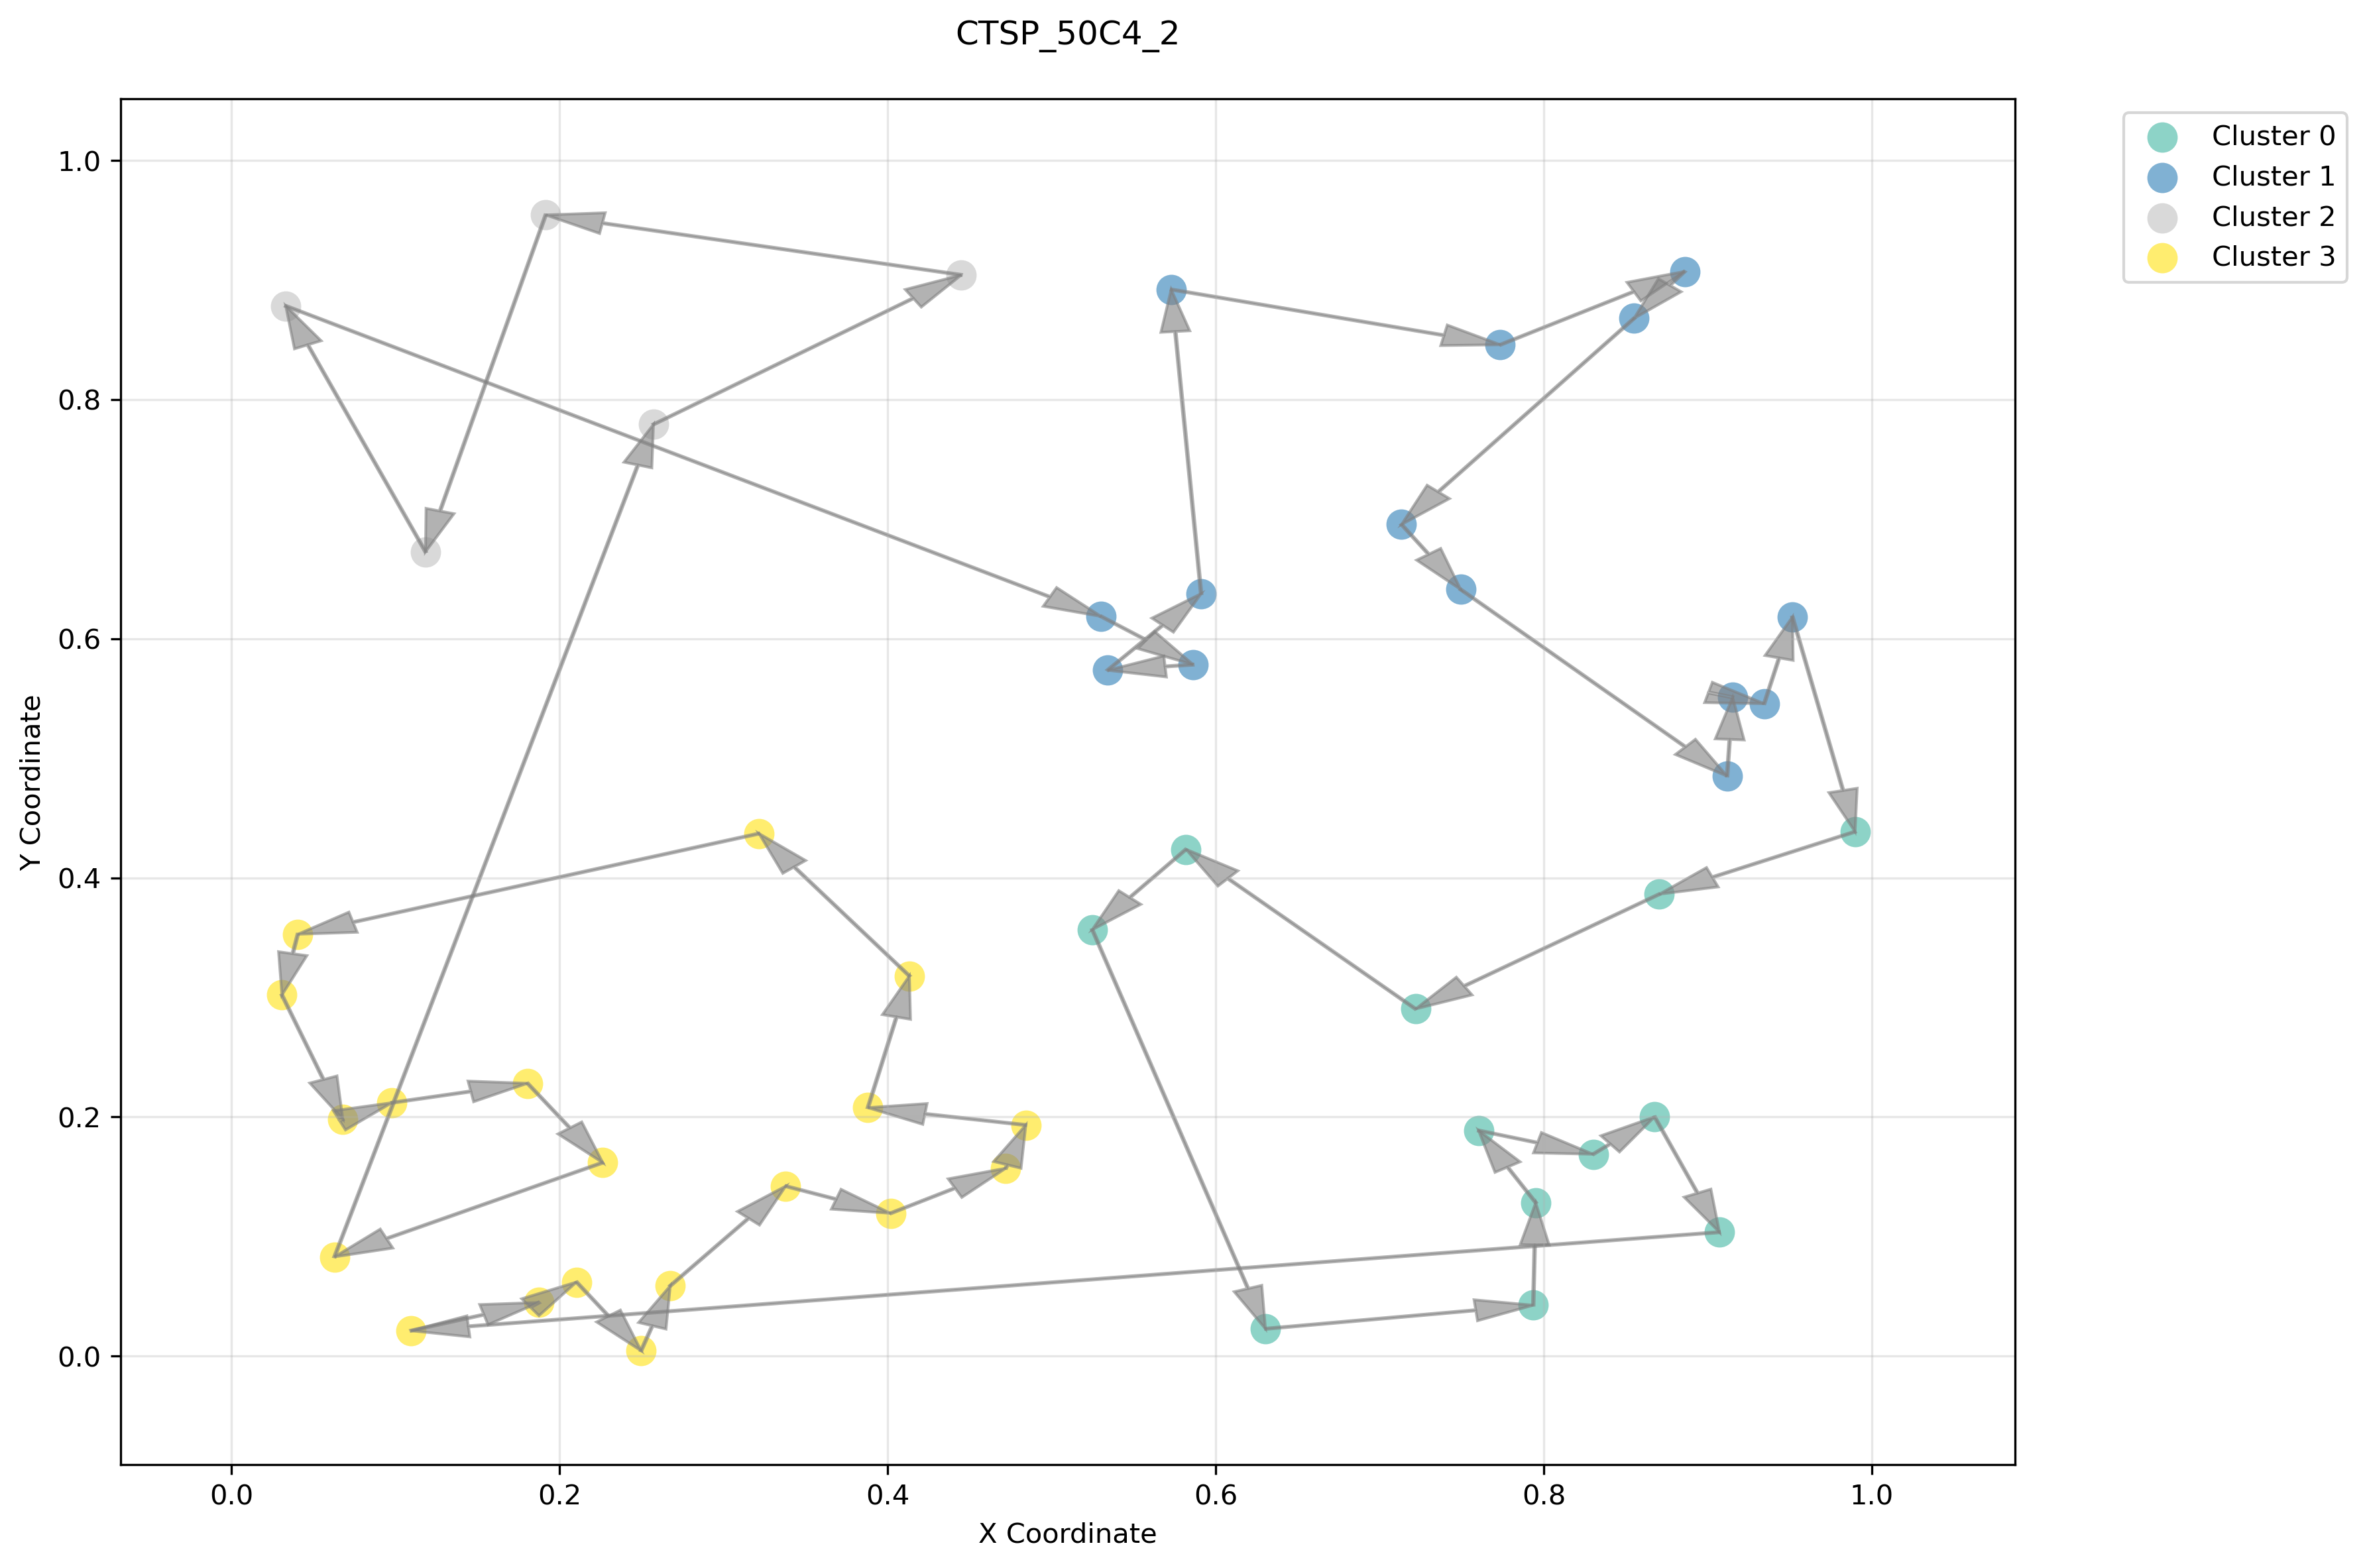 CTSP_50C4_2
Cluster 0
Cluster 1
Cluster 2
Cluster 3
1.0
0.8
0.6
0.4
0.2
0.0
Y Coordinate
0.0 0.2 0.4 0.6 0.8 1.0
X Coordinate